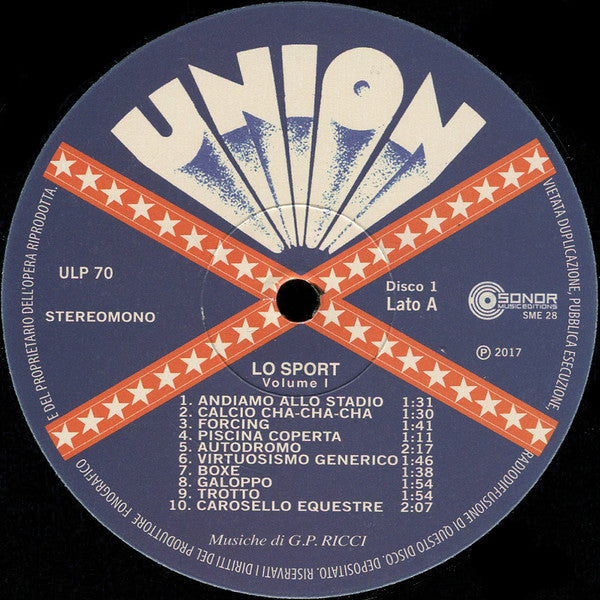 UNION
ULP 70
STEREOMONO
Disco 1
Lato A
SONOR
MUSIC EDITIONS
SME 28
℗ 2017
LO SPORT
Volume I
1. ANDIAMO ALLO STADIO 1:31
2. CALCIO CHA-CHA-CHA 1:30
3. FORCING 1:41
4. PISCINA COPERTA 1:11
5. AUTODROMO 2:17
6. VIRTUOSISMO GENERICO 1:46
7. BOXE 1:38
8. GALOPPO 1:54
9. TROTTO 1:54
10. CAROSELLO EQUESTRE 2:07
Musiche di G.P. RICCI
VIETATA DUPLICAZIONE, PUBBLICA ESECUZIONE,
RADIODIFFUSIONE DI QUESTO DISCO. DEPOSITATO. RISERVATI I DIRITTI DEL PRODUTTORE FONOGRAFICO
E DEL PROPRIETARIO DELL'OPERA RIPRODOTTA.